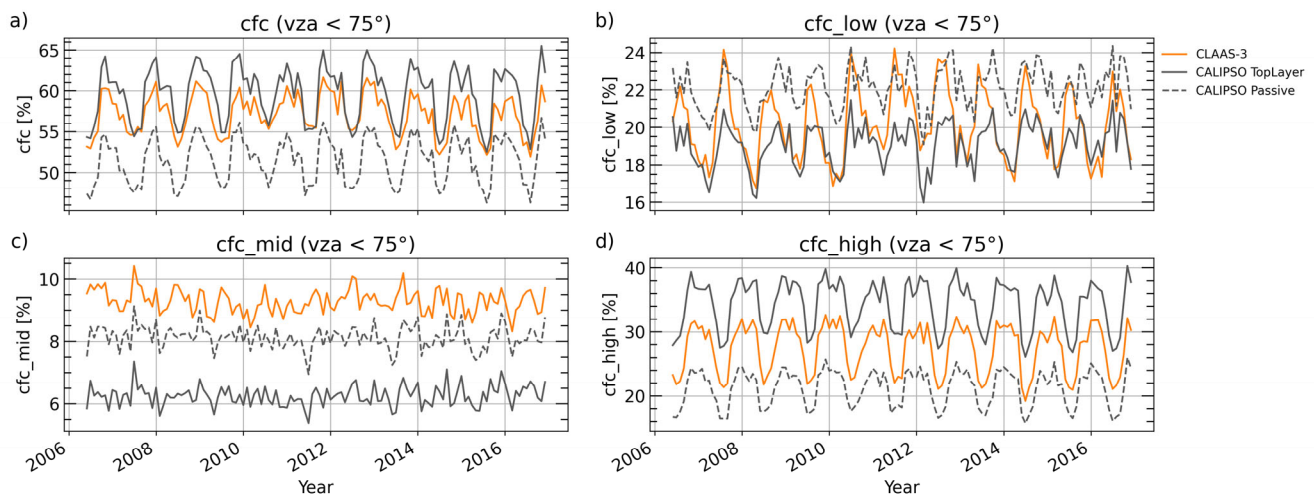 a) cfc (vza < 75°)
cfc [%]
65
60
55
50
b) cfc_low (vza < 75°)
cfc_low [%]
24
22
20
18
16
CLAAS-3
CALIPSO TopLayer
CALIPSO Passive
c) cfc_mid (vza < 75°)
cfc_mid [%]
10
8
6
2006 2008 2010 2012 2014 2016
Year
d) cfc_high (vza < 75°)
cfc_high [%]
40
30
20
2006 2008 2010 2012 2014 2016
Year